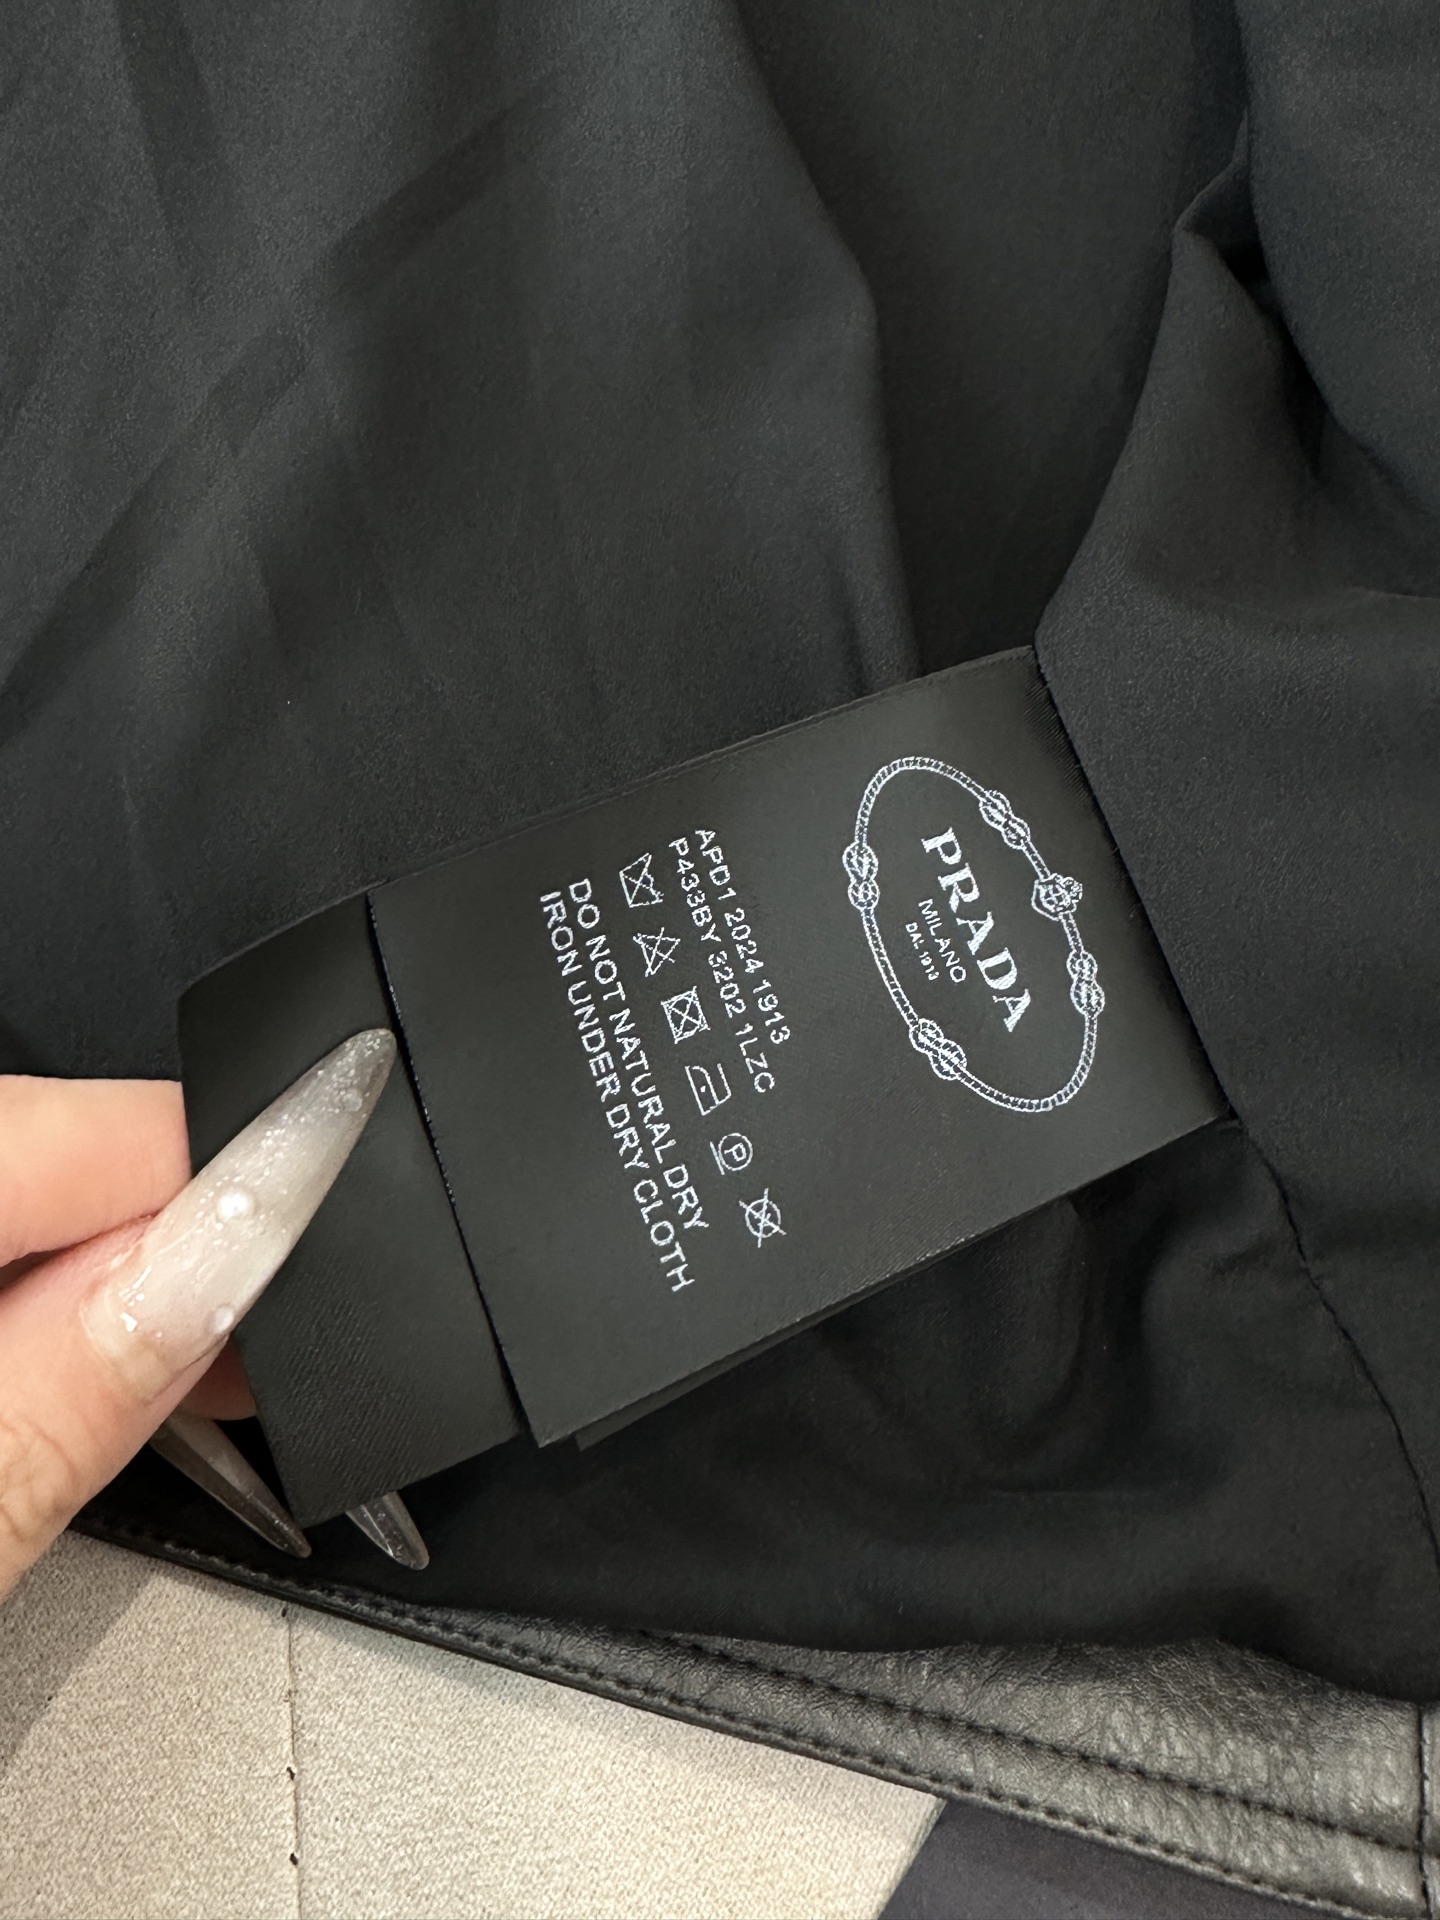 PRADA
MILANO
DAL 1913
APD1 2024 1913
P433BY 3202 1LZC
P
DO NOT NATURAL DRY
IRON UNDER DRY CLOTH